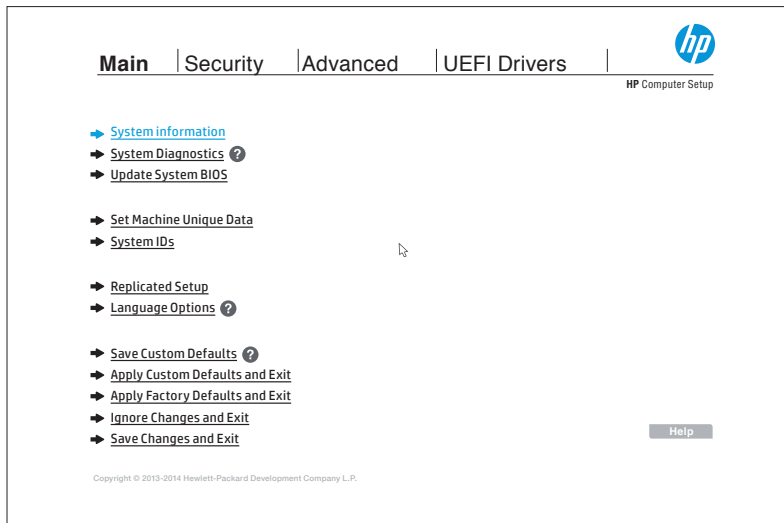 hp
Main Security Advanced UEFI Drivers
HP Computer Setup
System information
System Diagnostics ?
Update System BIOS
Set Machine Unique Data
System IDs
Replicated Setup
Language Options ?
Save Custom Defaults ?
Apply Custom Defaults and Exit
Apply Factory Defaults and Exit
Ignore Changes and Exit
Save Changes and Exit
Help
Copyright © 2013-2014 Hewlett-Packard Development Company L.P.